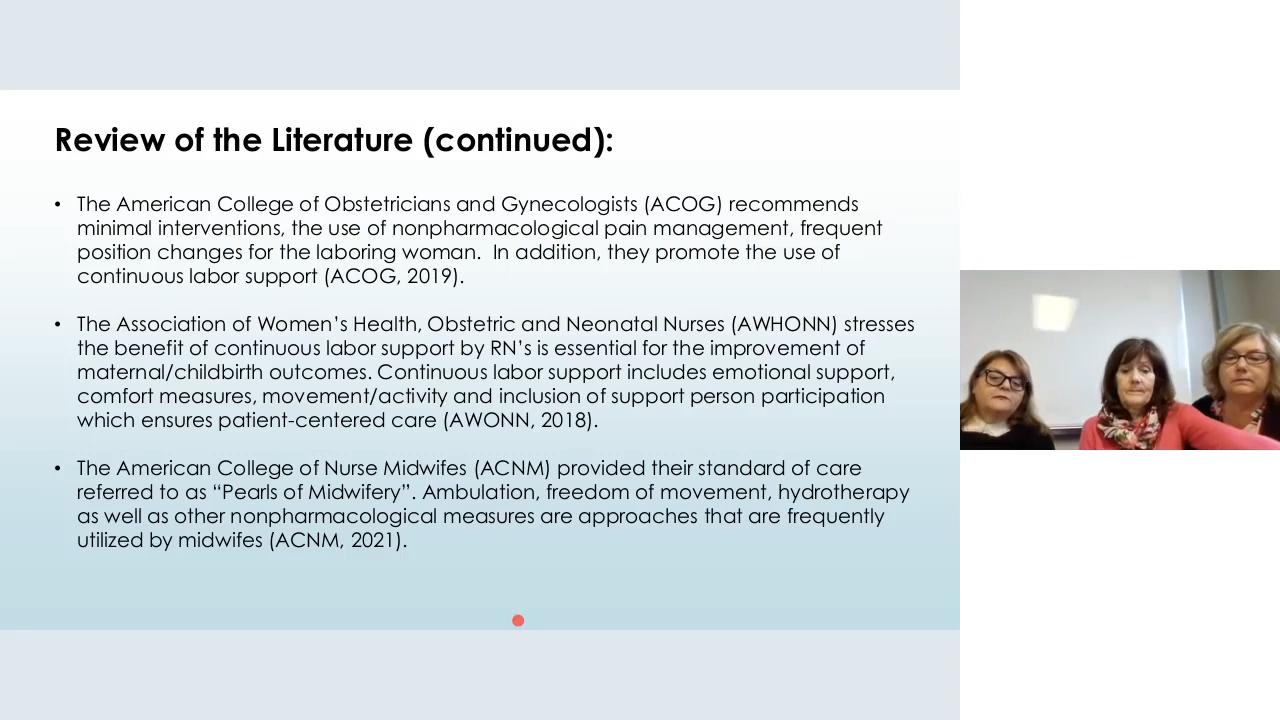 Review of the Literature (continued):
• The American College of Obstetricians and Gynecologists (ACOG) recommends
minimal interventions, the use of nonpharmacological pain management, frequent
position changes for the laboring woman.  In addition, they promote the use of
continuous labor support (ACOG, 2019).
• The Association of Women’s Health, Obstetric and Neonatal Nurses (AWHONN) stresses
the benefit of continuous labor support by RN’s is essential for the improvement of
maternal/childbirth outcomes. Continuous labor support includes emotional support,
comfort measures, movement/activity and inclusion of support person participation
which ensures patient-centered care (AWONN, 2018).
• The American College of Nurse Midwifes (ACNM) provided their standard of care
referred to as “Pearls of Midwifery”. Ambulation, freedom of movement, hydrotherapy
as well as other nonpharmacological measures are approaches that are frequently
utilized by midwifes (ACNM, 2021).